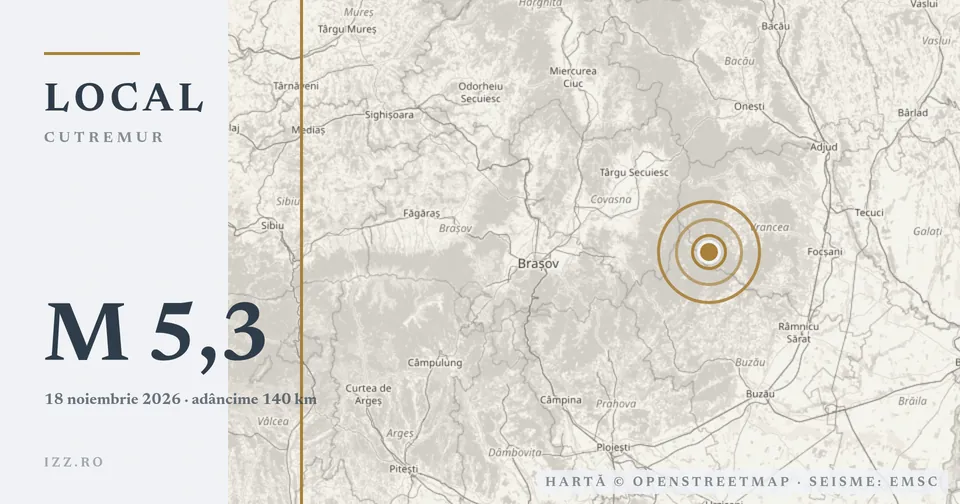 LOCAL
CUTREMUR
M 5,3
18 noiembrie 2026 · adâncime 140 km
IZZ.RO
Mureș
Târgu Mureș
Harghita
Bacău
Vaslui
Vaslui
Târnăveni
Odorheiu
Secuiesc
Miercurea
Ciuc
Bacău
Onești
Bârlad
Sighișoara
Mediaș
Adjud
Târgu Secuiesc
Covasna
Sibiu
Sibiu
Făgăraș
Brașov
Brașov
Vrancea
Tecuci
Galați
Focșani
Râmnicu
Sărat
Câmpulung
Buzău
Curtea de
Argeș
Câmpina
Prahova
Buzău
Brăila
Vâlcea
Argeș
Dâmbovița
Ploiești
Pitești
HARTĂ © OPENSTREETMAP · SEISME: EMSC